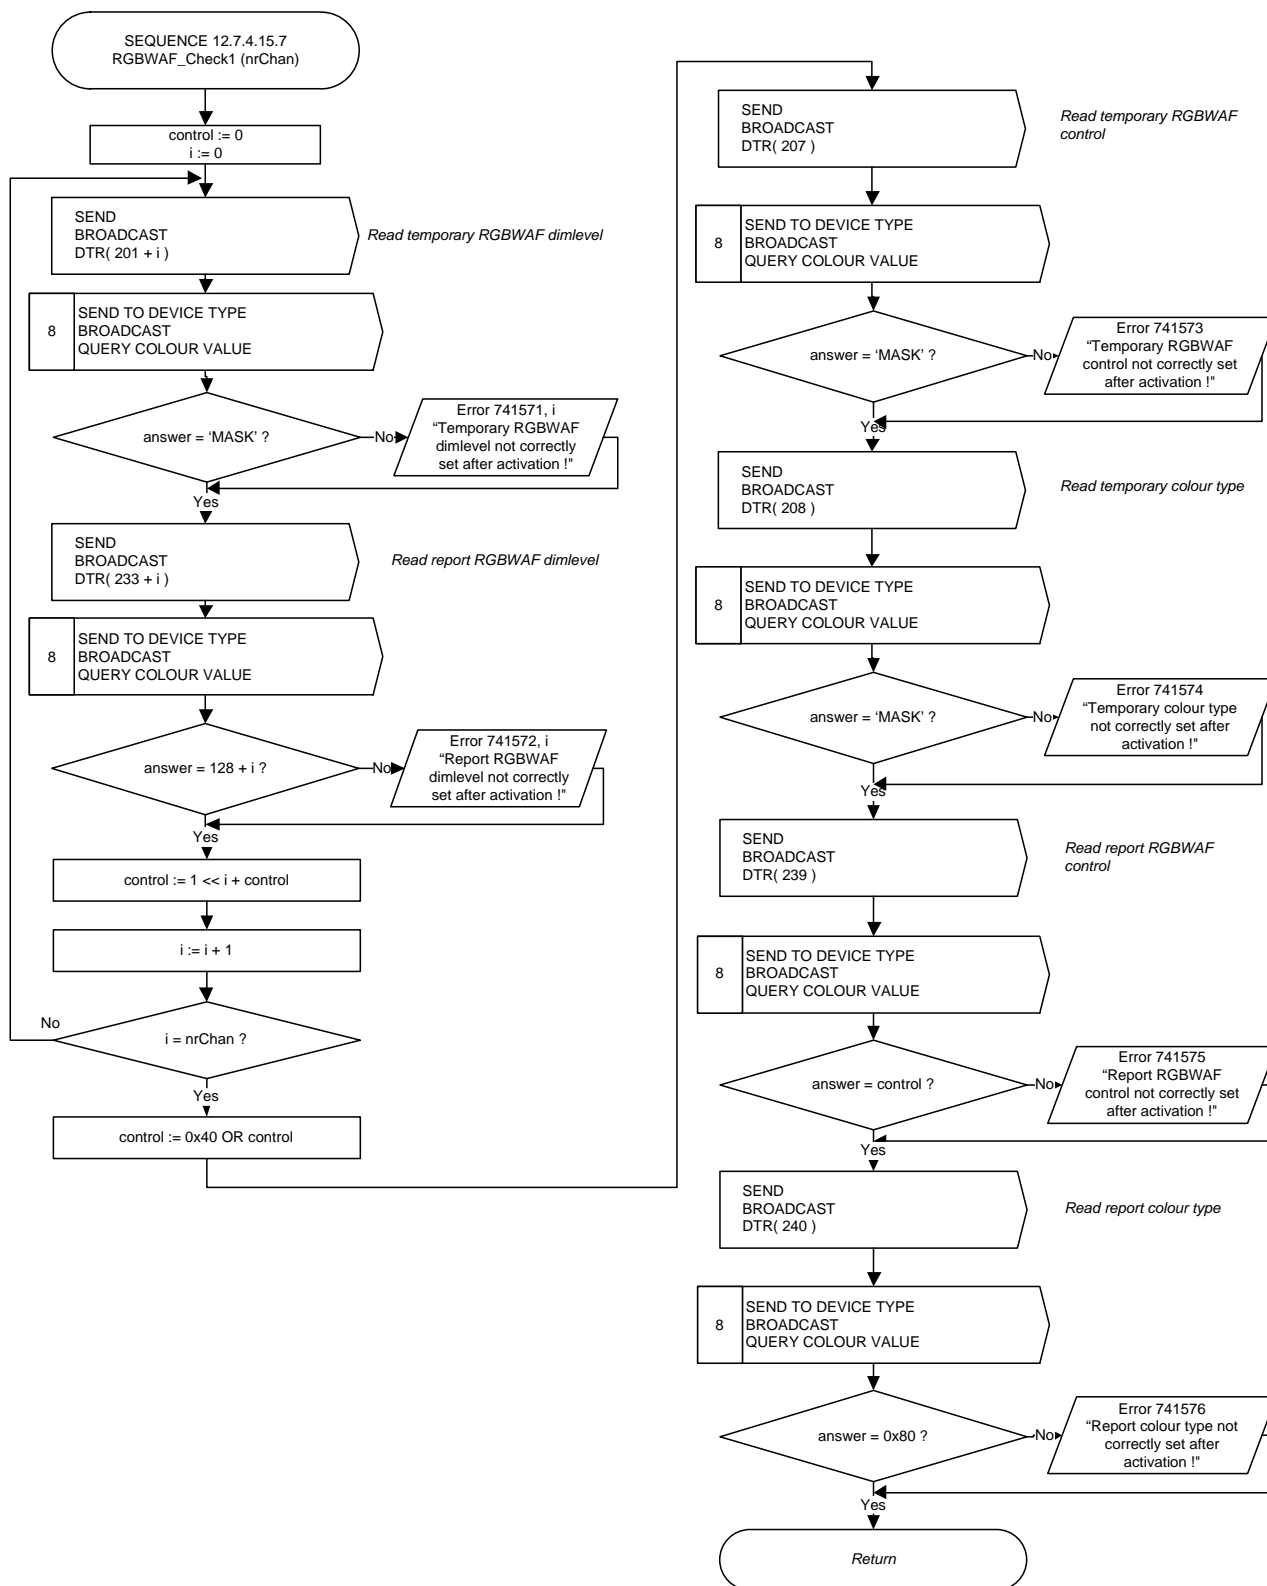 SEQUENCE 12.7.4.15.7
RGBWAF_Check1 (nrChan)
control := 0
i := 0
SEND
BROADCAST
DTR( 201 + i )
Read temporary RGBWAF dimlevel
8
SEND TO DEVICE TYPE
BROADCAST
QUERY COLOUR VALUE
answer = ‘MASK’ ?
No
Error 741571, i
“Temporary RGBWAF
dimlevel not correctly
set after activation !"
Yes
SEND
BROADCAST
DTR( 233 + i )
Read report RGBWAF dimlevel
8
SEND TO DEVICE TYPE
BROADCAST
QUERY COLOUR VALUE
answer = 128 + i ?
No
Error 741572, i
“Report RGBWAF
dimlevel not correctly
set after activation !"
Yes
control := 1 << i + control
i := i + 1
No
i = nrChan ?
Yes
control := 0x40 OR control
SEND
BROADCAST
DTR( 207 )
Read temporary RGBWAF
control
8
SEND TO DEVICE TYPE
BROADCAST
QUERY COLOUR VALUE
answer = ‘MASK’ ?
No
Error 741573
“Temporary RGBWAF
control not correctly set
after activation !"
Yes
SEND
BROADCAST
DTR( 208 )
Read temporary colour type
8
SEND TO DEVICE TYPE
BROADCAST
QUERY COLOUR VALUE
answer = ‘MASK’ ?
No
Error 741574
“Temporary colour type
not correctly set after
activation !"
Yes
SEND
BROADCAST
DTR( 239 )
Read report RGBWAF
control
8
SEND TO DEVICE TYPE
BROADCAST
QUERY COLOUR VALUE
answer = control ?
No
Error 741575
“Report RGBWAF
control not correctly set
after activation !"
Yes
SEND
BROADCAST
DTR( 240 )
Read report colour type
8
SEND TO DEVICE TYPE
BROADCAST
QUERY COLOUR VALUE
answer = 0x80 ?
No
Error 741576
“Report colour type not
correctly set after
activation !"
Yes
Return